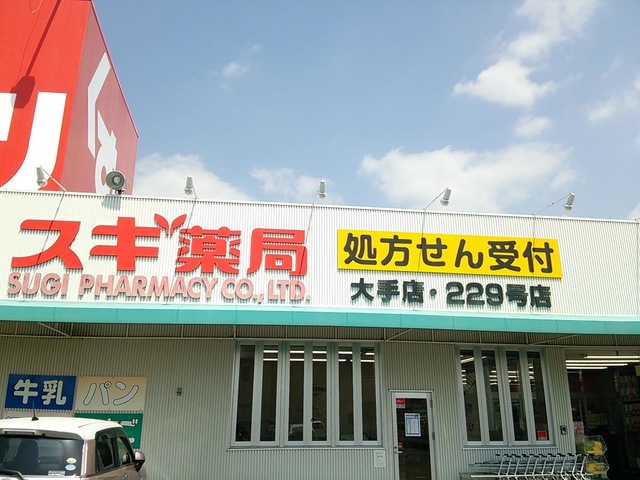 スギ薬局
SUGI PHARMACY CO., LTD.
処方せん受付
大手店・229号店
牛乳
パン